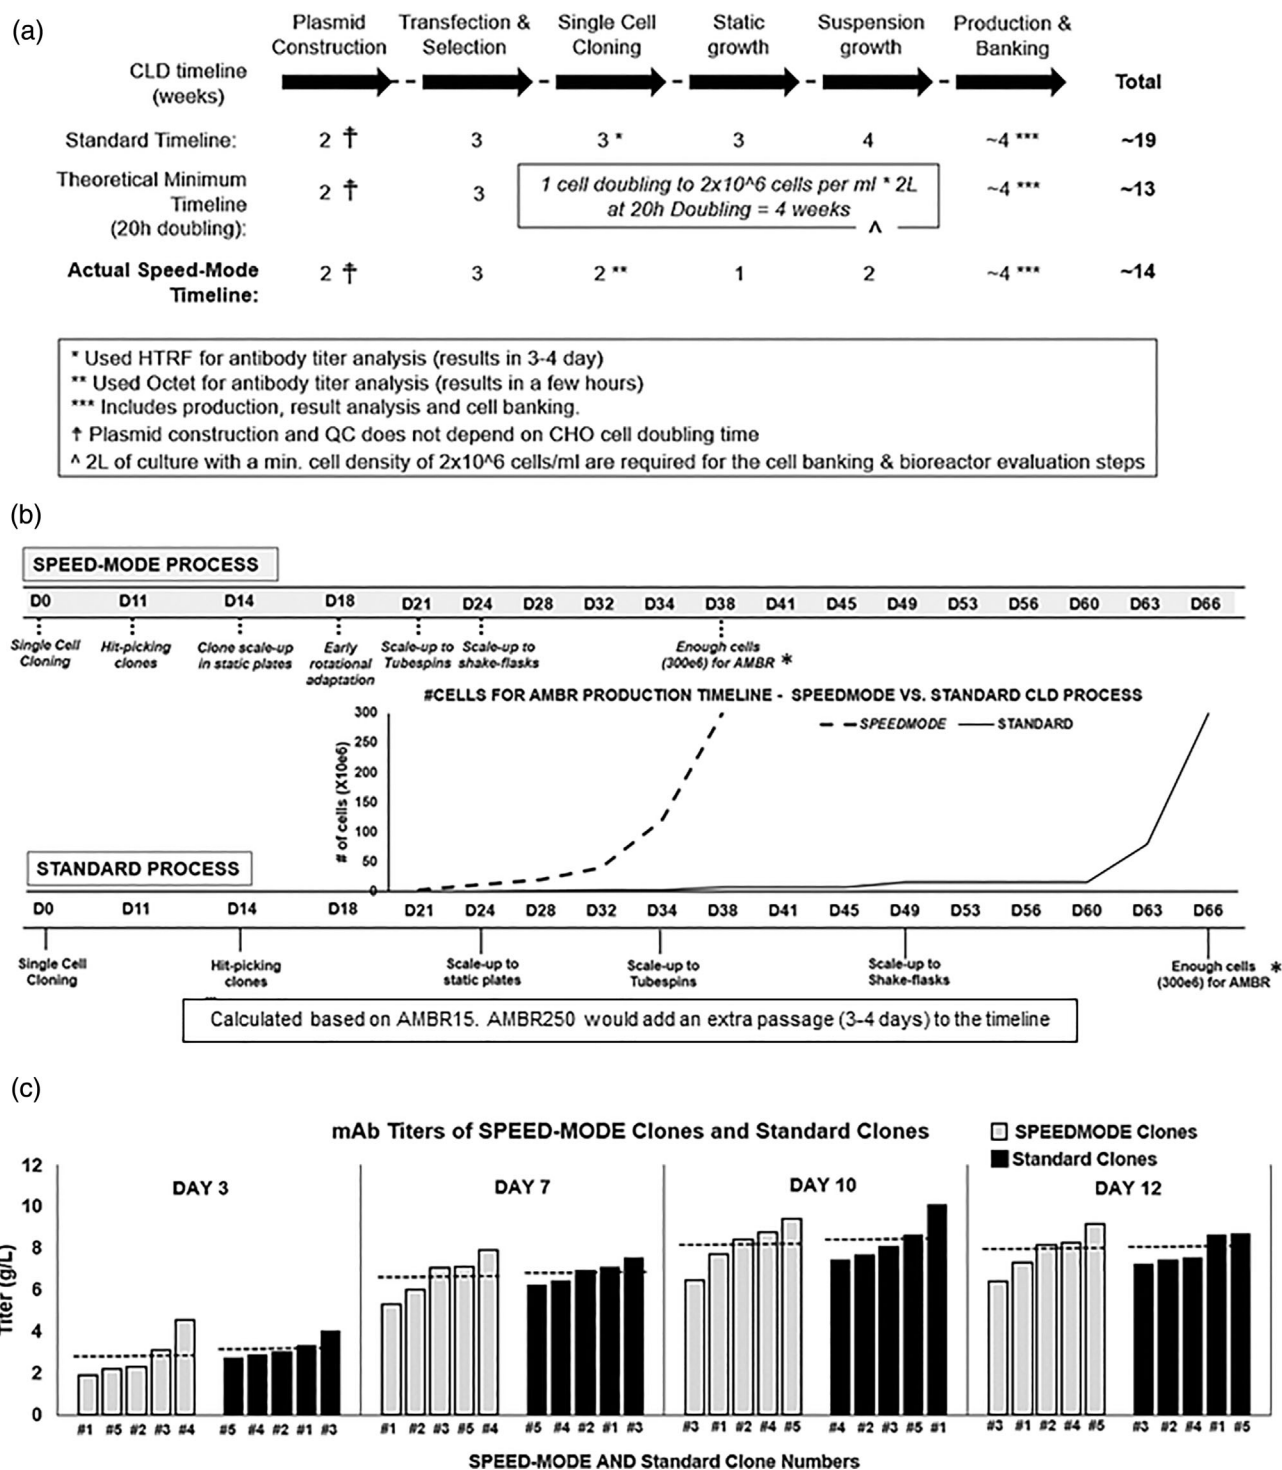 (a)
Plasmid Construction
Transfection & Selection
Single Cell Cloning
Static growth
Suspension growth
Production & Banking
CLD timeline (weeks)
Total
Standard Timeline: 2 ☨ 3 3 * 3 4 ~4 *** ~19
Theoretical Minimum Timeline (20h doubling): 2 ☨ 3 ~4 *** ~13
1 cell doubling to 2x10^6 cells per ml * 2L
at 20h Doubling = 4 weeks
^
Actual Speed-Mode Timeline: 2 ☨ 3 2 ** 1 2 ~4 *** ~14
* Used HTRF for antibody titer analysis (results in 3-4 day)
** Used Octet for antibody titer analysis (results in a few hours)
*** Includes production, result analysis and cell banking.
☨ Plasmid construction and QC does not depend on CHO cell doubling time
^ 2L of culture with a min. cell density of 2x10^6 cells/ml are required for the cell banking & bioreactor evaluation steps
(b)
SPEED-MODE PROCESS
D0 D11 D14 D18 D21 D24 D28 D32 D34 D38 D41 D45 D49 D53 D56 D60 D63 D66
Single Cell Cloning
Hit-picking clones
Clone scale-up in static plates
Early rotational adaptation
Scale-up to Tubespins
Scale-up to shake-flasks
Enough cells (300e6) for AMBR *
#CELLS FOR AMBR PRODUCTION TIMELINE - SPEEDMODE VS. STANDARD CLD PROCESS
SPEEDMODE
STANDARD
# of cells (X10e6)
300
250
200
150
100
50
0
STANDARD PROCESS
D0 D11 D14 D18 D21 D24 D28 D32 D34 D38 D41 D45 D49 D53 D56 D60 D63 D66
Single Cell Cloning
Hit-picking clones
Scale-up to static plates
Scale-up to Tubespins
Scale-up to Shake-flasks
Enough cells (300e6) for AMBR *
Calculated based on AMBR15. AMBR250 would add an extra passage (3-4 days) to the timeline
(c)
mAb Titers of SPEED-MODE Clones and Standard Clones
SPEEDMODE Clones
Standard Clones
DAY 3
DAY 7
DAY 10
DAY 12
Titer (g/L)
12
10
8
6
4
2
0
#1 #5 #2 #3 #4 #5 #4 #2 #1 #3 #1 #2 #3 #5 #4 #5 #4 #2 #1 #3 #3 #1 #2 #4 #5 #4 #2 #3 #5 #1 #3 #1 #2 #4 #5 #3 #2 #4 #1 #5
SPEED-MODE AND Standard Clone Numbers